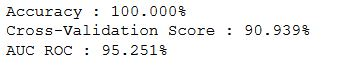 Accuracy : 100.000%
Cross-Validation Score : 90.939%
AUC ROC : 95.251%